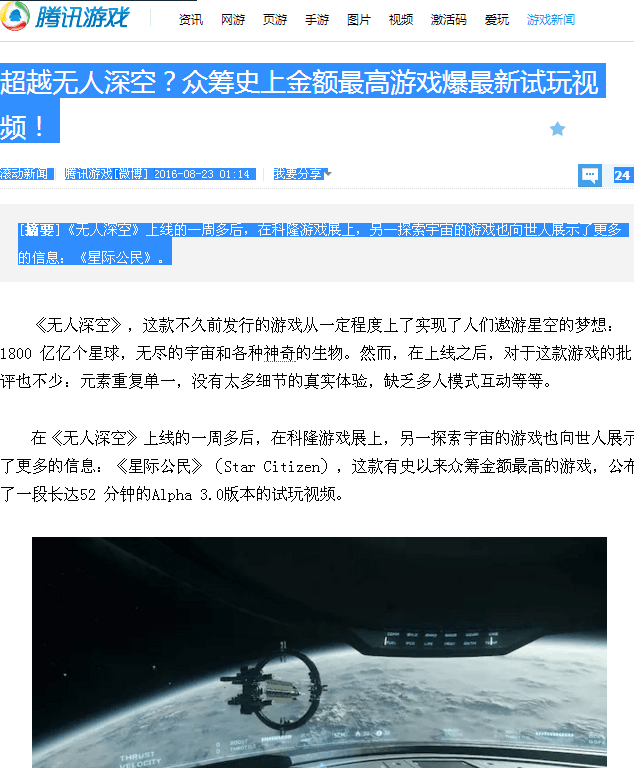 腾讯游戏
资讯 网游 页游 手游 图片 视频 激活码 爱玩 游戏新闻
超越无人深空？众筹史上金额最高游戏爆最新试玩视
频！
滚动新闻 腾讯游戏[微博] 2016-08-23 01:14 我要分享 24
[摘要]《无人深空》上线的一周多后，在科隆游戏展上，另一探索宇宙的游戏也向世人展示了更多
的信息：《星际公民》。
《无人深空》，这款不久前发行的游戏从一定程度上了实现了人们遨游星空的梦想：
1800 亿亿个星球，无尽的宇宙和各种神奇的生物。然而，在上线之后，对于这款游戏的批
评也不少：元素重复单一，没有太多细节的真实体验，缺乏多人模式互动等等。
在《无人深空》上线的一周多后，在科隆游戏展上，另一探索宇宙的游戏也向世人展示
了更多的信息：《星际公民》（Star Citizen），这款有史以来众筹金额最高的游戏，公布
了一段长达52 分钟的Alpha 3.0版本的试玩视频。
THRUST
VELOCITY